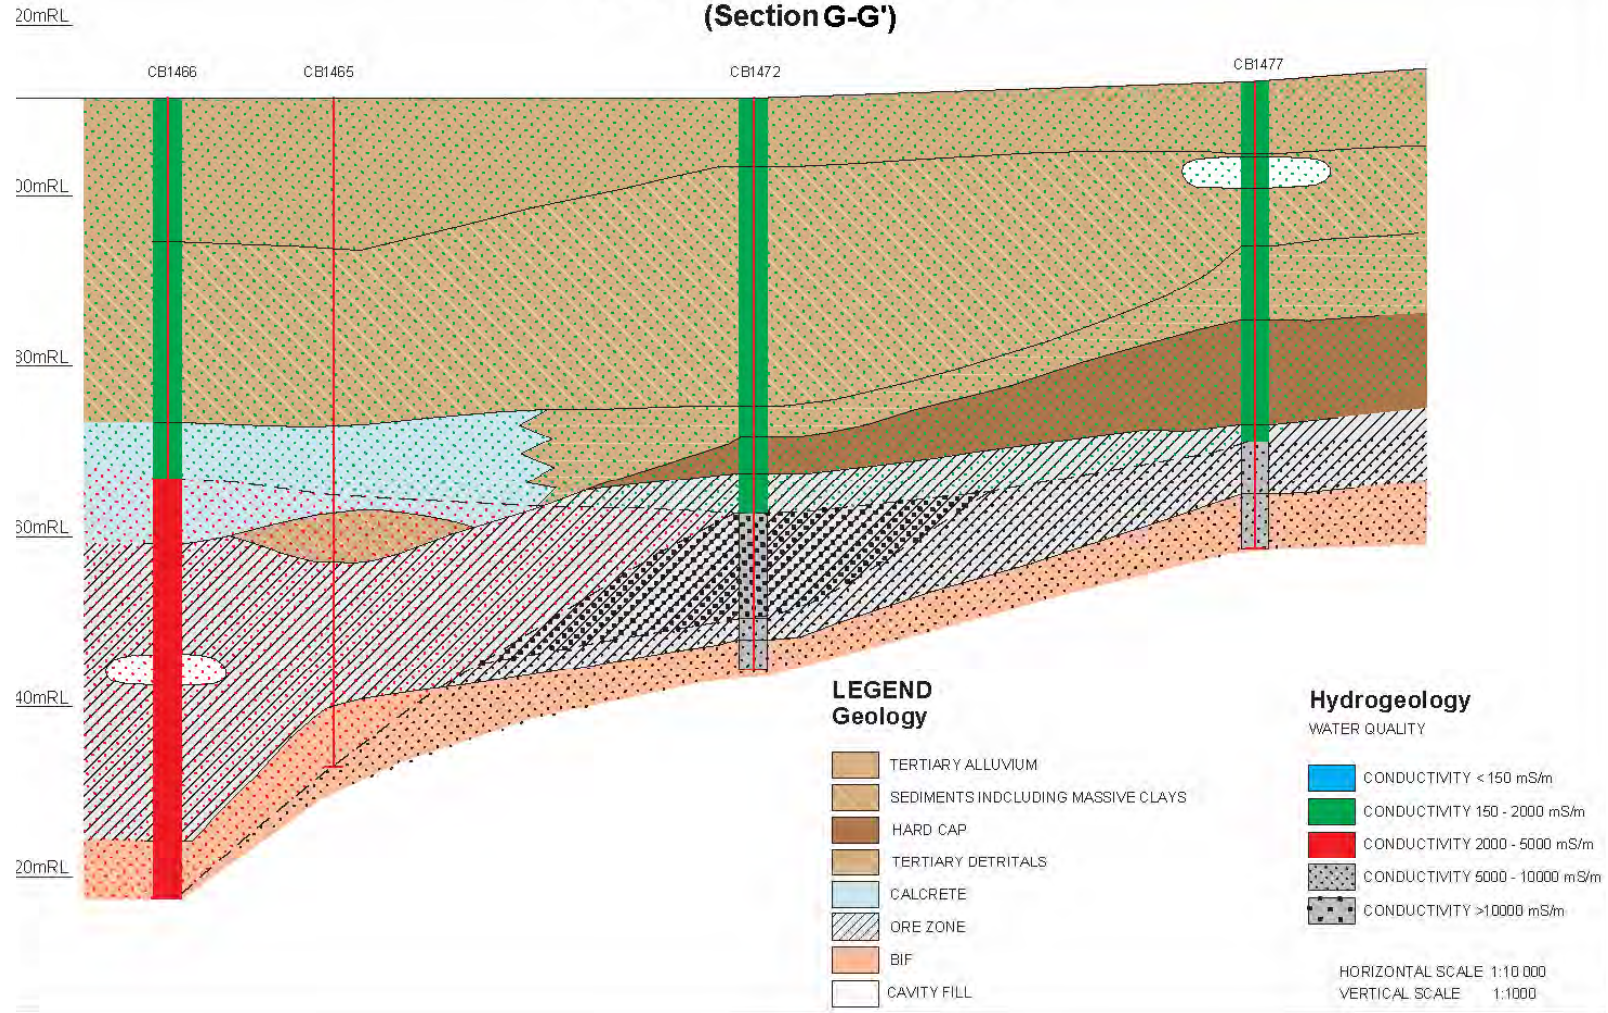 (Section G-G')
20mRL
CB1466
CB1465
CB1472
CB1477
00mRL
80mRL
60mRL
40mRL
20mRL
LEGEND
Geology
TERTIARY ALLUVIUM
SEDIMENTS INDCLUDING MASSIVE CLAYS
HARD CAP
TERTIARY DETRITALS
CALCRETE
ORE ZONE
BIF
CAVITY FILL
Hydrogeology
WATER QUALITY
CONDUCTIVITY <150 mS/m
CONDUCTIVITY 150 - 2000 mS/m
CONDUCTIVITY 2000 - 5000 mS/m
CONDUCTIVITY 5000 - 10000 mS/m
CONDUCTIVITY >10000 mS/m
HORIZONTAL SCALE 1:10 000
VERTICAL SCALE 1:1000